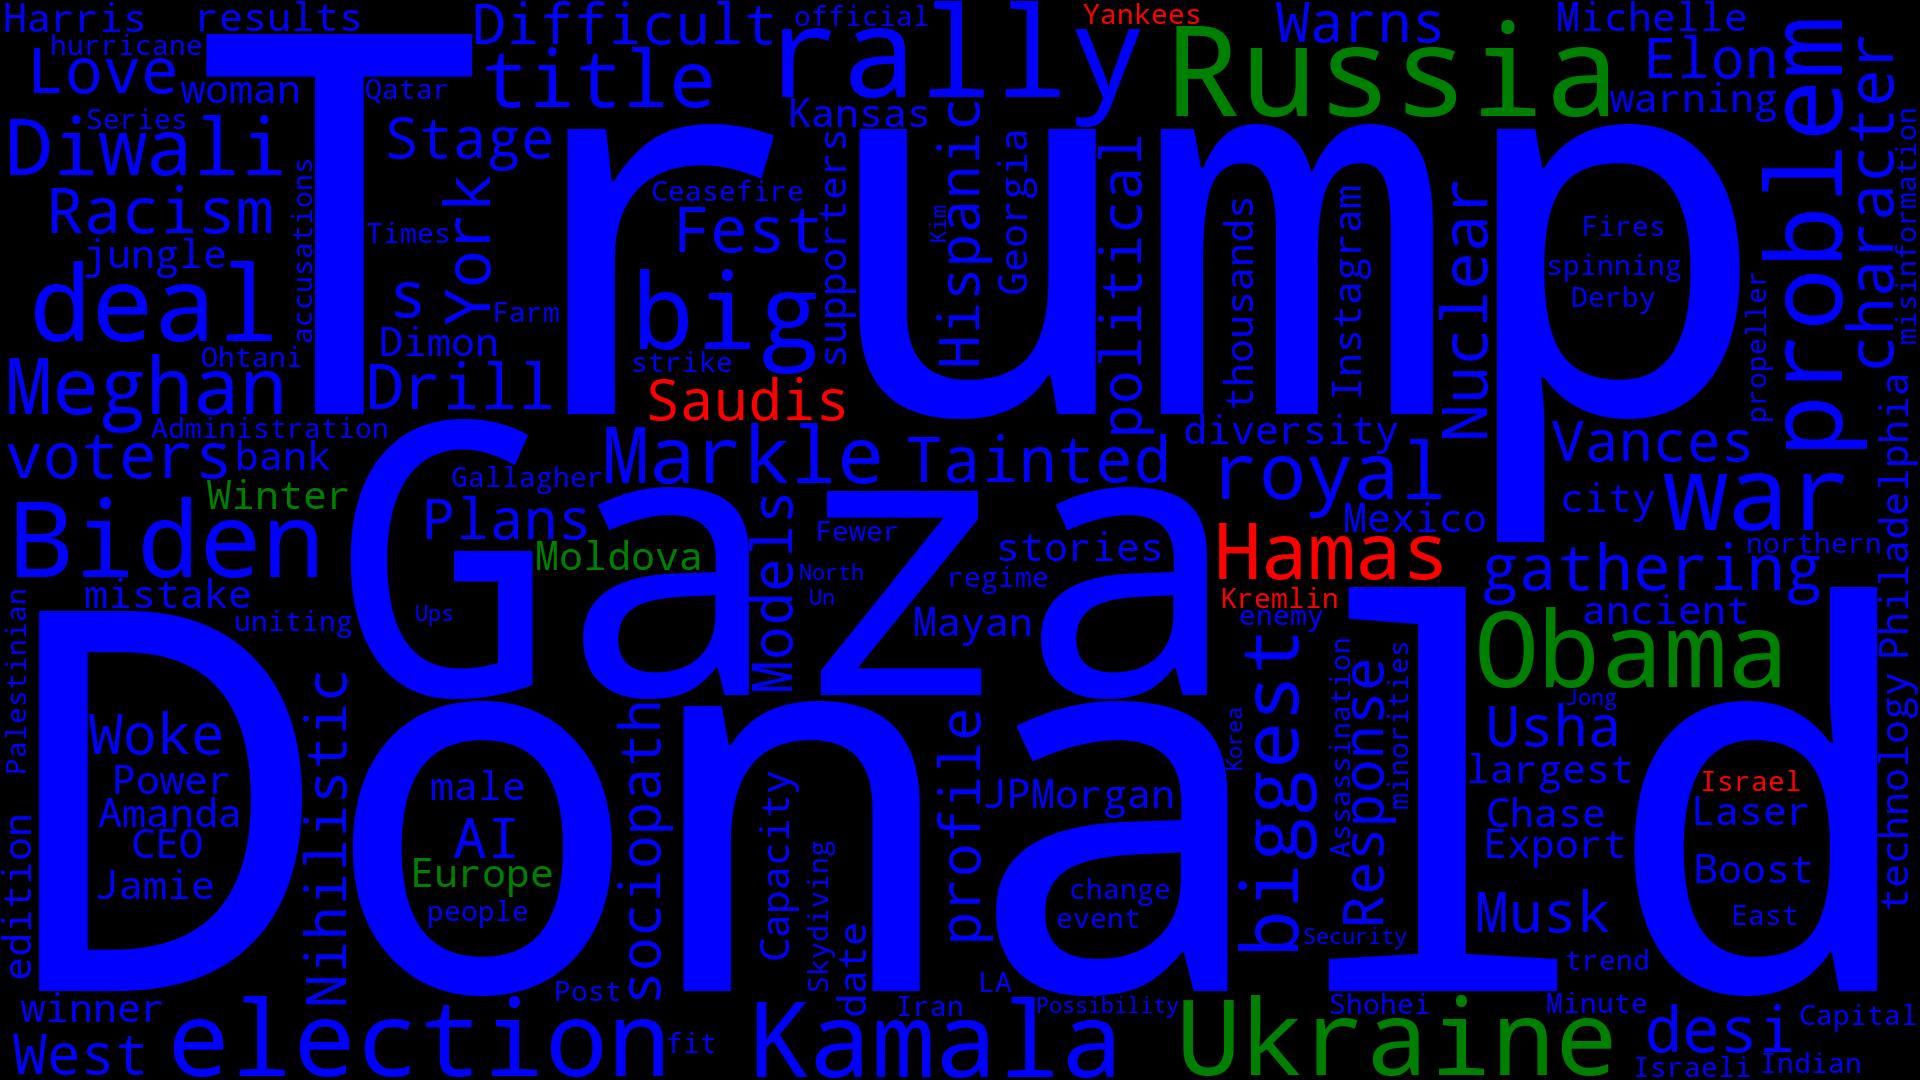 Harris
results
Difficult
official
rally
Yankees
Russia
Warns
Michelle
hurricane
Love
woman
Qatar
title
Kansas
Elon
warning
problem
character
misinformation
Series
Diwali
Trump
Stage
Racism
jungle
accusations
Times
York
Ceasefire
Fest
supporters
Kim
Hispanic
Georgia
political
thousands
Instagram
Nuclear
Fires
spinning
Derby
propeller
deal
s
Farm
big
Dimon
Ohtani
strike
Meghan
Drill
Saudis
Administration
voters
bank
Gallagher
Markle
Tainted
diversity
royal
Vances
city
war
Winter
Biden
Plans
Gaza
Models
Fewer
stories
Hamas
Mexico
gathering
northern
Philadelphia
Moldova
North
Un
regime
Kremlin
enemy
ancient
mistake
uniting
Ups
Mayan
Obama
Palestinian
Donald
Woke
Power
Amanda
CEO
Jamie
Nihilistic
male
AI
Europe
people
sociopath
Capacity
Skydiving
date
profile
JPMorgan
change
event
Korea
biggest
Assassination
Response
minorities
Jong
Usha
largest
Chase
Export
Musk
Israel
Laser
Boost
East
technology
edition
Security
trend
winner
Post
LA
Iran
Possibility
Shohei
Minute
Capital
West
election
fit
Kamala
Ukraine
desi
Israeli
Indian